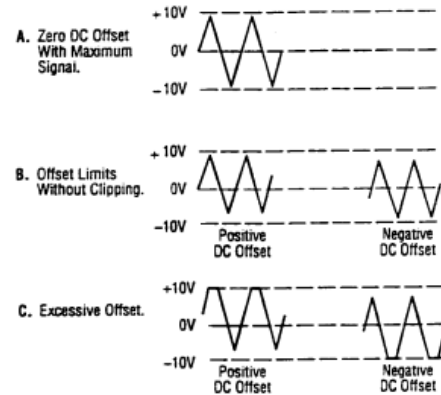 +10V
A. Zero DC Offset
With Maximum
Signal.
0V
-10V
+10V
B. Offset Limits
Without Clipping.
0V
-10V
Positive
DC Offset
Negative
DC Offset
+10V
C. Excessive Offset.
0V
-10V
Positive
DC Offset
Negative
DC Offset